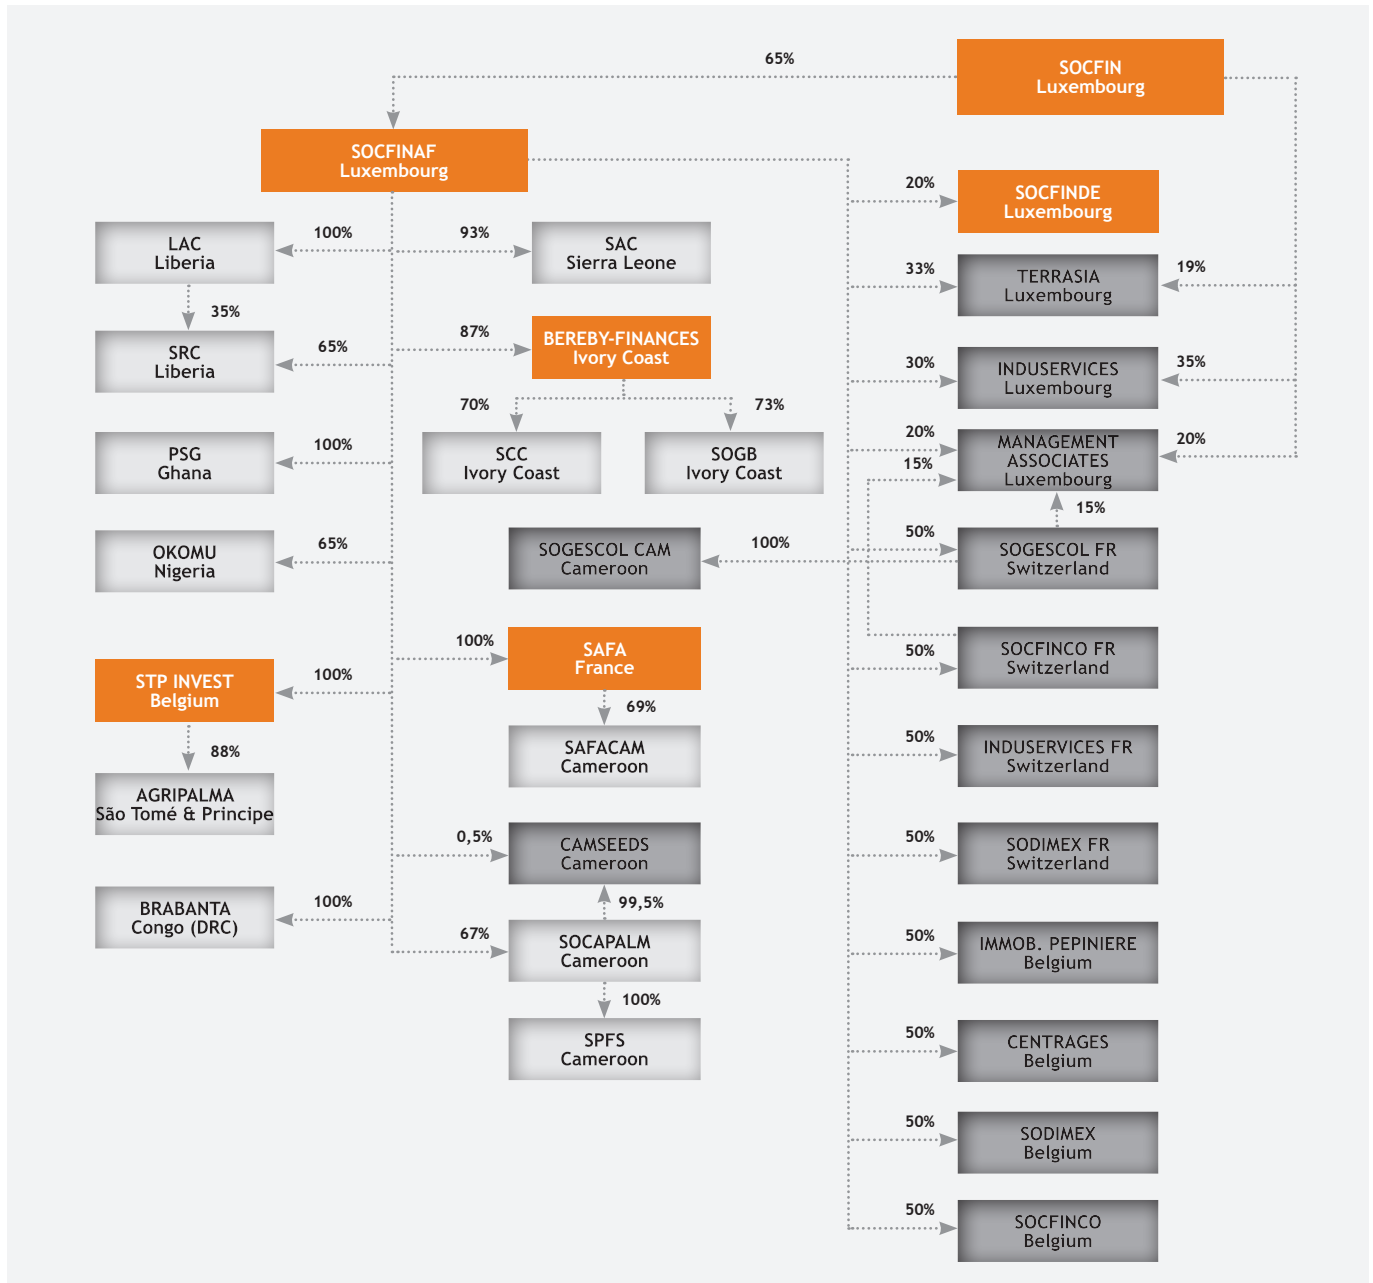 65%
SOCFIN
Luxembourg
SOCFINAF
Luxembourg
20%
SOCFINDE
Luxembourg
100%
93%
LAC
Liberia
SAC
Sierra Leone
33%
TERRASIA
Luxembourg
19%
35%
65%
SRC
Liberia
87%
BEREBY-FINANCES
Ivory Coast
30%
INDUSERVICES
Luxembourg
35%
70%
73%
SCC
Ivory Coast
SOGB
Ivory Coast
20%
15%
MANAGEMENT
ASSOCIATES
Luxembourg
20%
15%
PSG
Ghana
100%
OKOMU
Nigeria
65%
SOGESCOL CAM
Cameroon
100%
50%
SOGESCOL FR
Switzerland
100%
SAFA
France
50%
SOCFINCO FR
Switzerland
STP INVEST
Belgium
100%
69%
88%
SAFACAM
Cameroon
50%
INDUSERVICES FR
Switzerland
AGRIPALMA
São Tomé & Principe
0,5%
CAMSEEDS
Cameroon
50%
SODIMEX FR
Switzerland
99,5%
BRABANTA
Congo (DRC)
100%
67%
SOCAPALM
Cameroon
50%
IMMOB. PEPINIERE
Belgium
100%
SPFS
Cameroon
50%
CENTRAGES
Belgium
50%
SODIMEX
Belgium
50%
SOCFINCO
Belgium